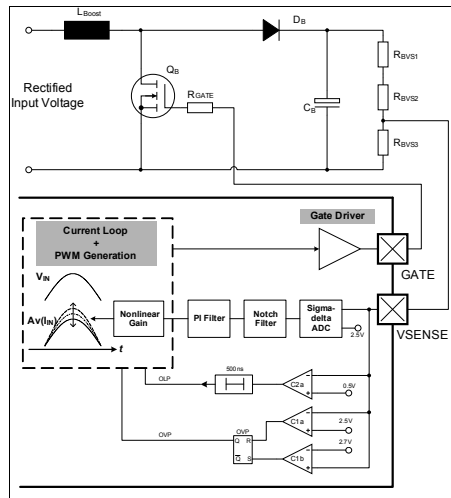 LBoost
DB
RBVS1
QB
RGATE
Rectified
Input Voltage
RBVS2
CB
RBVS3
Current Loop
+
PWM Generation
Gate Driver
GATE
VIN
Av(IIN)
t
Nonlinear
Gain
PI Filter
Notch
Filter
Sigma-
delta
ADC
2.5V
VSENSE
500ns
OLP
C2a
0.5V
OVP
OVP
Q R
Q S
C1a
2.5V
2.7V
C1b